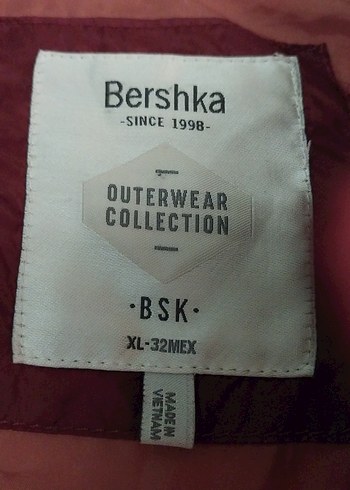 Bershka
-SINCE 1998-
OUTERWEAR
COLLECTION
·BSK·
XL-32MEX
MADE IN
VIETNAM